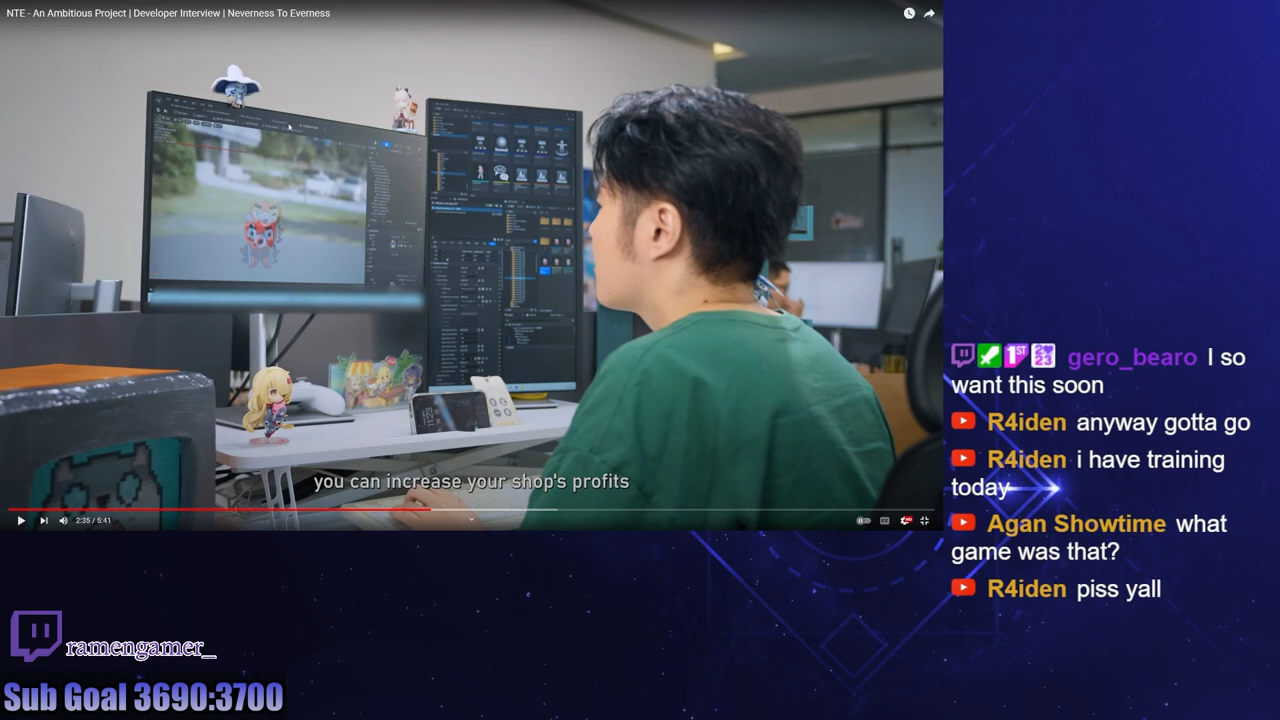 NTE - An Ambitious Project | Developer Interview | Neverness To Everness
you can increase your shop's profits
2:35 / 5:41
gero_bearo I so
want this soon
R4iden anyway gotta go
R4iden i have training
today
Agan Showtime what
game was that?
R4iden piss yall
ramengamer_
Sub Goal 3690:3700